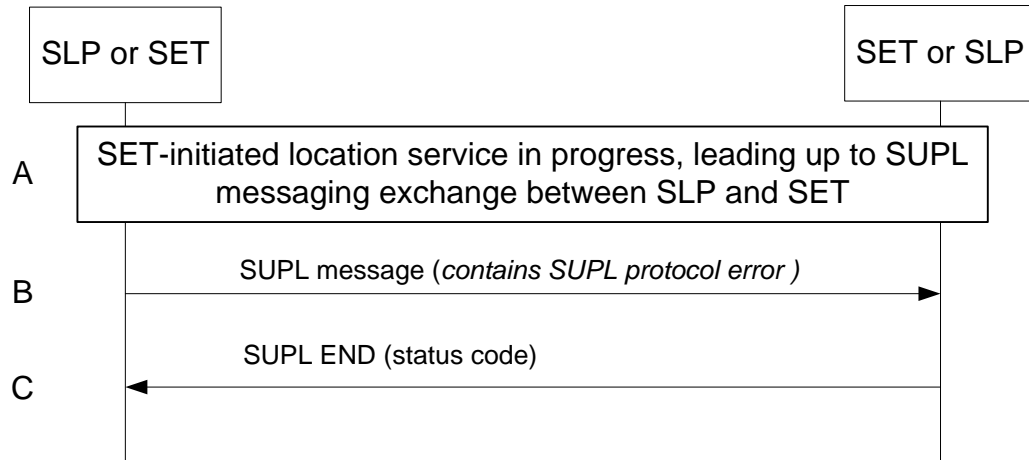 SLP or SET
SET or SLP
A
SET-initiated location service in progress, leading up to SUPL
messaging exchange between SLP and SET
B
SUPL message (contains SUPL protocol error )
C
SUPL END (status code)